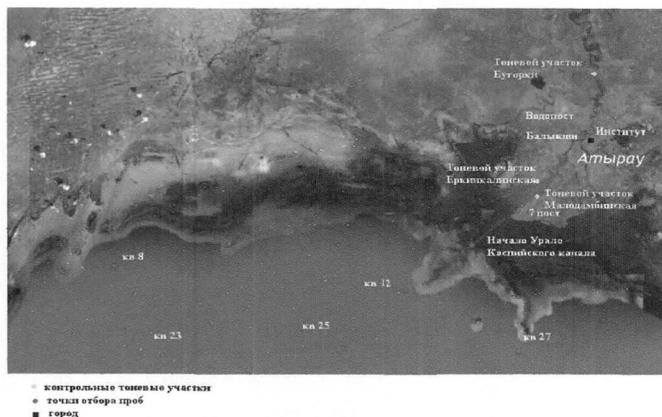 Тоневой участок
Бугорки
Водопост
Балыкши
Институт
Атырау
Тоневой участок
Еркинкалинская
Тоневой участок
Малодамбинская
7 пост
Начало Урало-
Каспийского канала
кв 8
кв 12
кв 23
кв 25
кв 27
контрольные тоневые участки
точки отбора проб
город